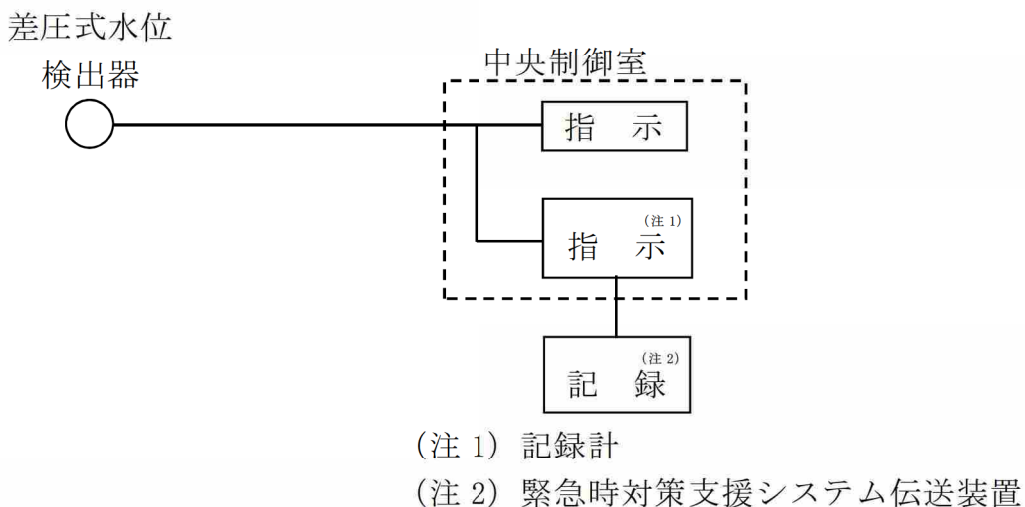 差圧式水位
検出器
中央制御室
指 示
指 示(注1)
記 録(注2)
(注1) 記録計
(注2) 緊急時対策支援システム伝送装置